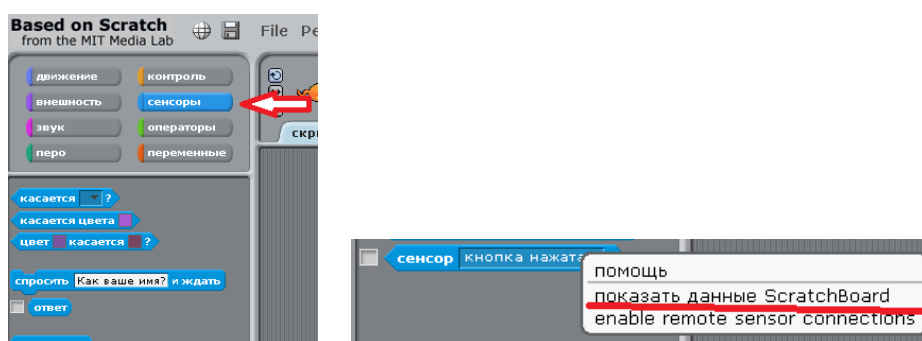 Based on Scratch
from the MIT Media Lab
File
движение
контроль
внешность
сенсоры
звук
операторы
перо
переменные
касается ?
касается цвета
цвет касается ?
спросить Как ваше имя? и ждать
ответ
сенсор кнопка нажата
помощь
показать данные ScratchBoard
enable remote sensor connections